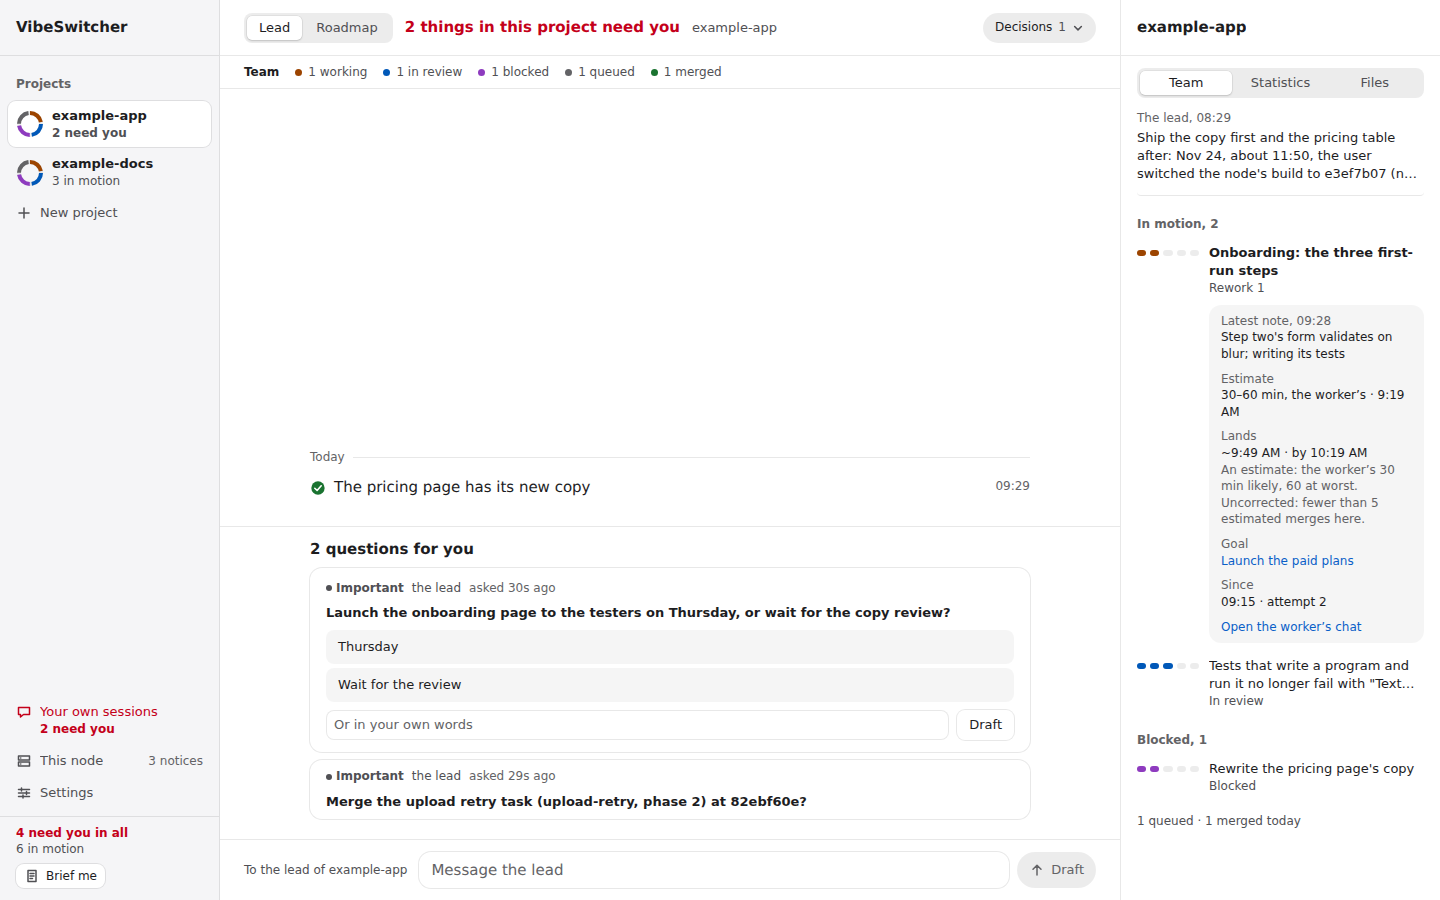 VibeSwitcher
Projects
example-app
2 need you
example-docs
3 in motion
New project
Your own sessions
2 need you
This node
3 notices
Settings
4 need you in all
6 in motion
Brief me
Lead
Roadmap
2 things in this project need you
example-app
Decisions 1
Team
1 working
1 in review
1 blocked
1 queued
1 merged
Today
The pricing page has its new copy
09:29
2 questions for you
Important the lead asked 30s ago
Launch the onboarding page to the testers on Thursday, or wait for the copy review?
Thursday
Wait for the review
Or in your own words
Draft
Important the lead asked 29s ago
Merge the upload retry task (upload-retry, phase 2) at 82ebf60e?
To the lead of example-app
Message the lead
Draft
example-app
Team
Statistics
Files
The lead, 08:29
Ship the copy first and the pricing table
after: Nov 24, about 11:50, the user
switched the node's build to e3ef7b07 (n…
In motion, 2
Onboarding: the three first-
run steps
Rework 1
Latest note, 09:28
Step two's form validates on
blur; writing its tests
Estimate
30–60 min, the worker’s · 9:19
AM
Lands
~9:49 AM · by 10:19 AM
An estimate: the worker’s 30
min likely, 60 at worst.
Uncorrected: fewer than 5
estimated merges here.
Goal
Launch the paid plans
Since
09:15 · attempt 2
Open the worker’s chat
Tests that write a program and
run it no longer fail with "Text…
In review
Blocked, 1
Rewrite the pricing page's copy
Blocked
1 queued · 1 merged today